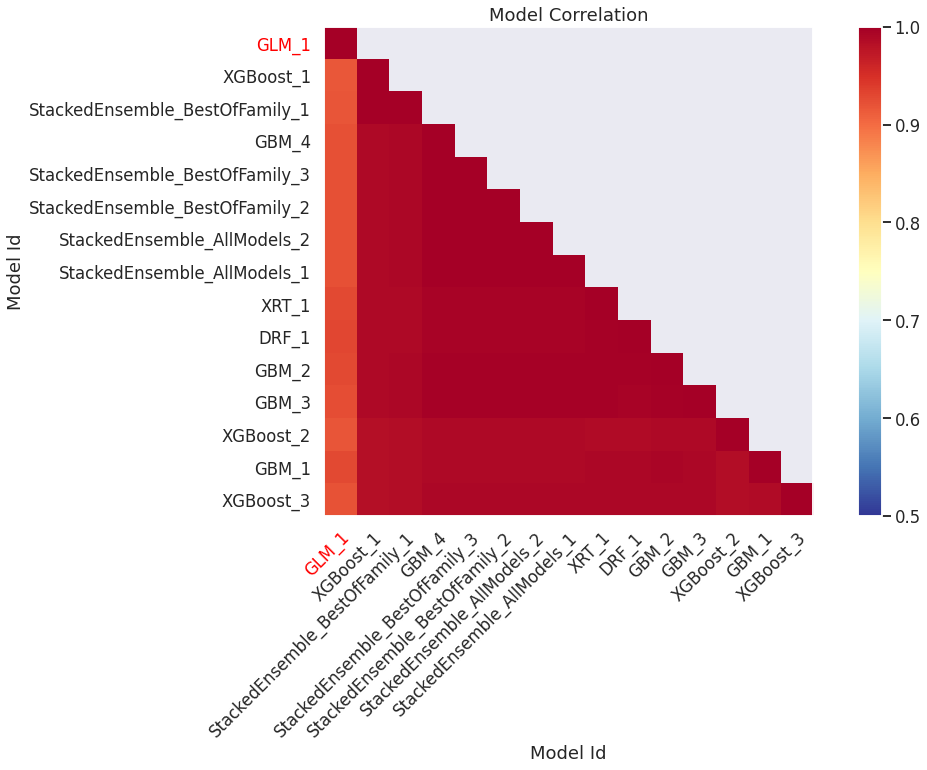 Model Correlation
GLM_1
XGBoost_1
StackedEnsemble_BestOfFamily_1
GBM_4
StackedEnsemble_BestOfFamily_3
StackedEnsemble_BestOfFamily_2
StackedEnsemble_AllModels_2
StackedEnsemble_AllModels_1
XRT_1
DRF_1
GBM_2
GBM_3
XGBoost_2
GBM_1
XGBoost_3
Model Id
GLM_1
XGBoost_1
StackedEnsemble_BestOfFamily_1
GBM_4
StackedEnsemble_BestOfFamily_3
StackedEnsemble_BestOfFamily_2
StackedEnsemble_AllModels_2
StackedEnsemble_AllModels_1
XRT_1
DRF_1
GBM_2
GBM_3
XGBoost_2
GBM_1
XGBoost_3
Model Id
1.0
0.9
0.8
0.7
0.6
0.5